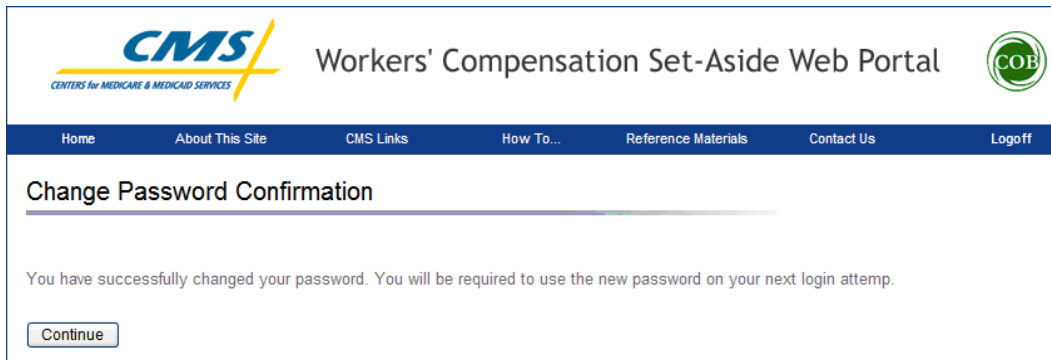 CMS
CENTERS for MEDICARE & MEDICAID SERVICES
Workers' Compensation Set-Aside Web Portal
COB
Home About This Site CMS Links How To... Reference Materials Contact Us Logoff
Change Password Confirmation
You have successfully changed your password. You will be required to use the new password on your next login attemp.
Continue